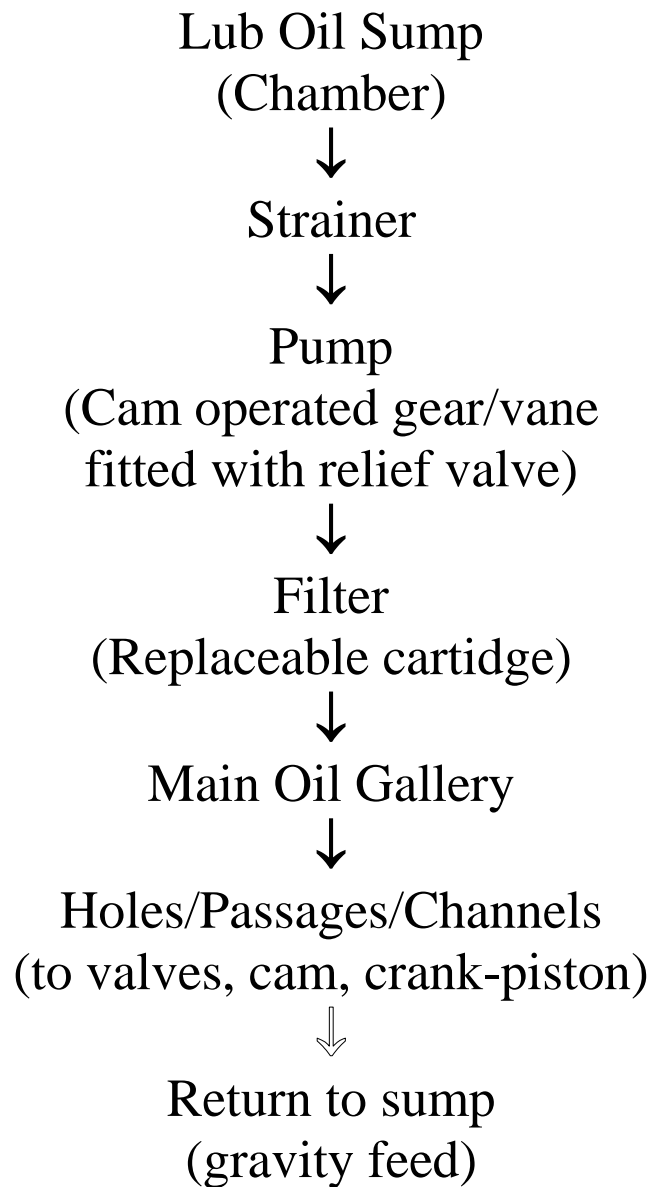 Lub Oil Sump
(Chamber)
↓
Strainer
↓
Pump
(Cam operated gear/vane
fitted with relief valve)
↓
Filter
(Replaceable cartidge)
↓
Main Oil Gallery
↓
Holes/Passages/Channels
(to valves, cam, crank-piston)
⇓
Return to sump
(gravity feed)